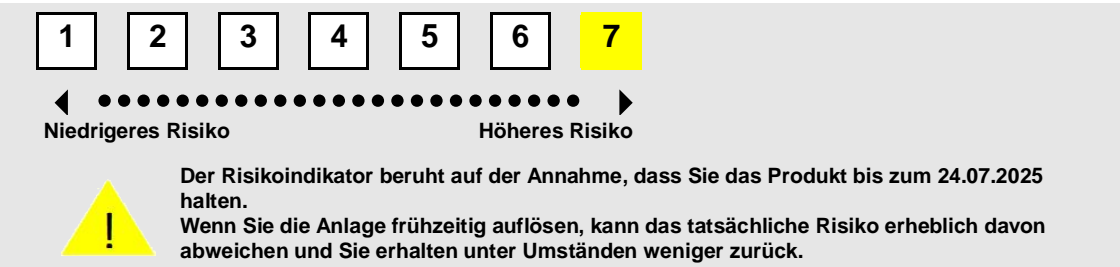 1 2 3 4 5 6 7
Niedrigeres Risiko Höheres Risiko
Der Risikoindikator beruht auf der Annahme, dass Sie das Produkt bis zum 24.07.2025
halten.
Wenn Sie die Anlage frühzeitig auflösen, kann das tatsächliche Risiko erheblich davon
abweichen und Sie erhalten unter Umständen weniger zurück.
!